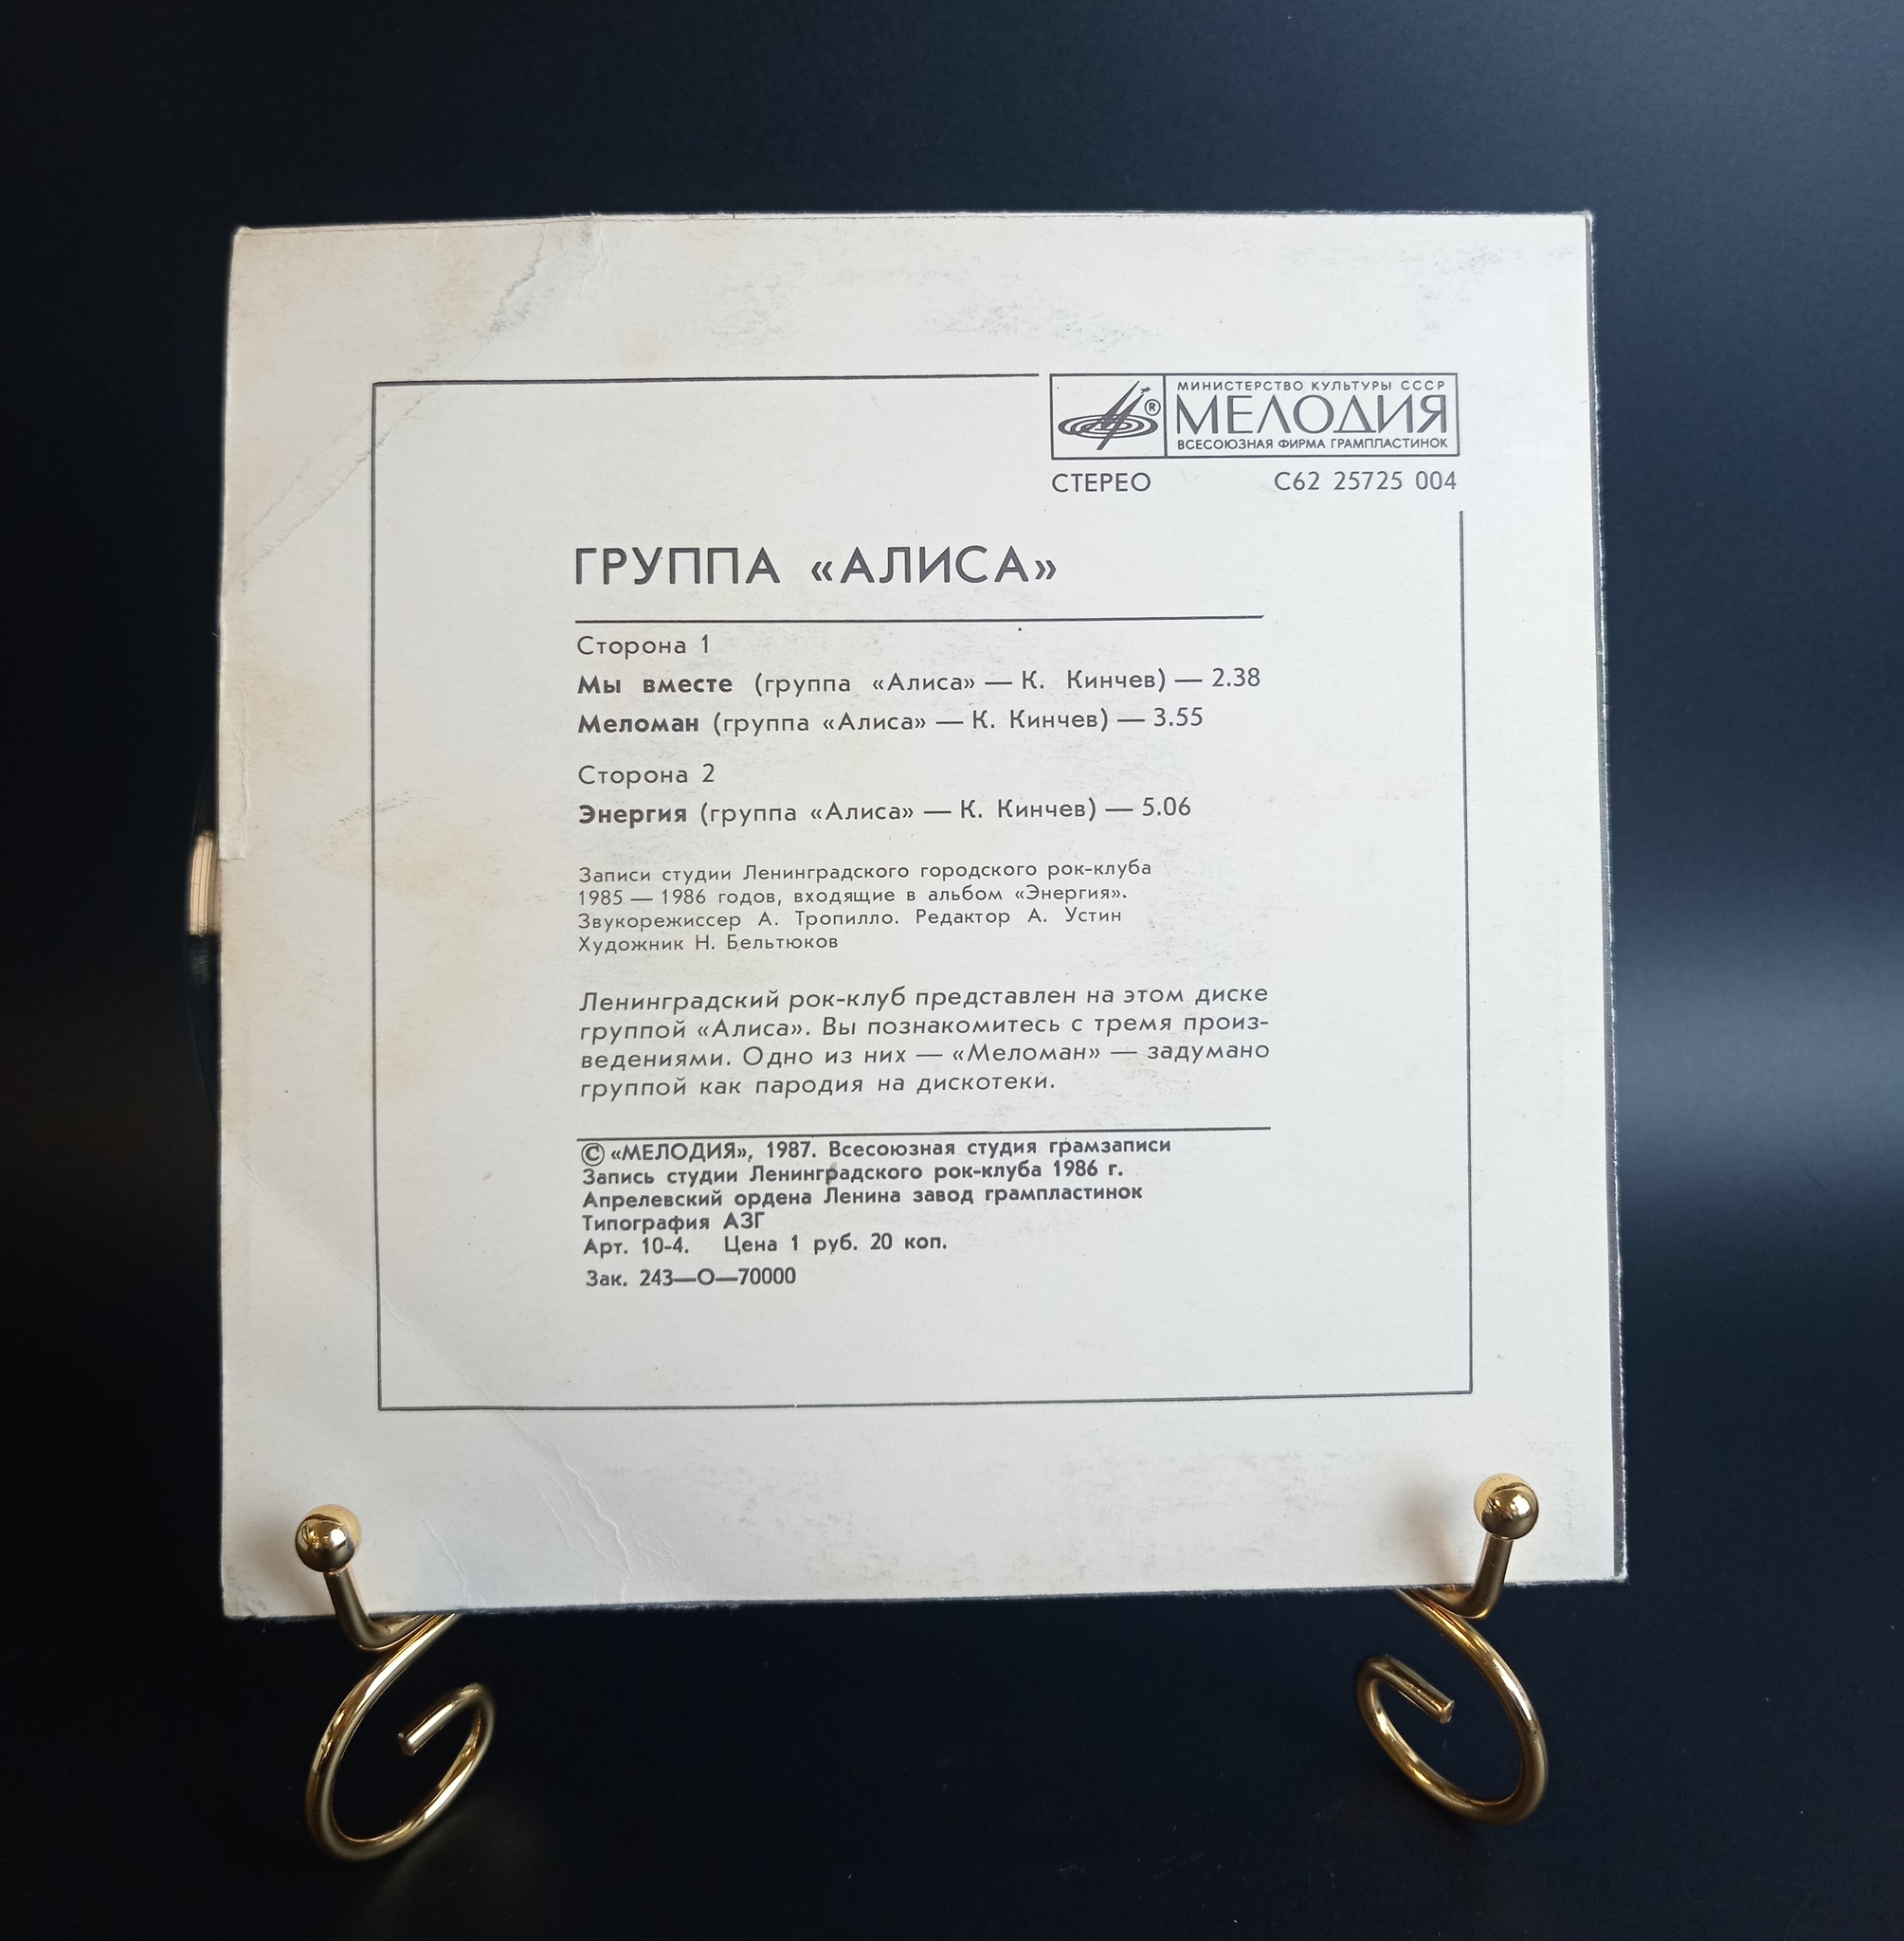 МИНИСТЕРСТВО КУЛЬТУРЫ СССР
® МЕЛОДИЯ
ВСЕСОЮЗНАЯ ФИРМА ГРАМПЛАСТИНОК
СТЕРЕО С62 25725 004
ГРУППА «АЛИСА»
Сторона 1
Мы вместе (группа «Алиса» — К. Кинчев) — 2.38
Меломан (группа «Алиса» — К. Кинчев) — 3.55
Сторона 2
Энергия (группа «Алиса» — К. Кинчев) — 5.06
Записи студии Ленинградского городского рок-клуба
1985 — 1986 годов, входящие в альбом «Энергия».
Звукорежиссер А. Тропилло. Редактор А. Устин
Художник Н. Бельтюков
Ленинградский рок-клуб представлен на этом диске
группой «Алиса». Вы познакомитесь с тремя произ-
ведениями. Одно из них — «Меломан» — задумано
группой как пародия на дискотеки.
© «МЕЛОДИЯ», 1987. Всесоюзная студия грамзаписи
Запись студии Ленинградского рок-клуба 1986 г.
Апрелевский ордена Ленина завод грампластинок
Типография АЗГ
Арт. 10-4. Цена 1 руб. 20 коп.
Зак. 243—О—70000